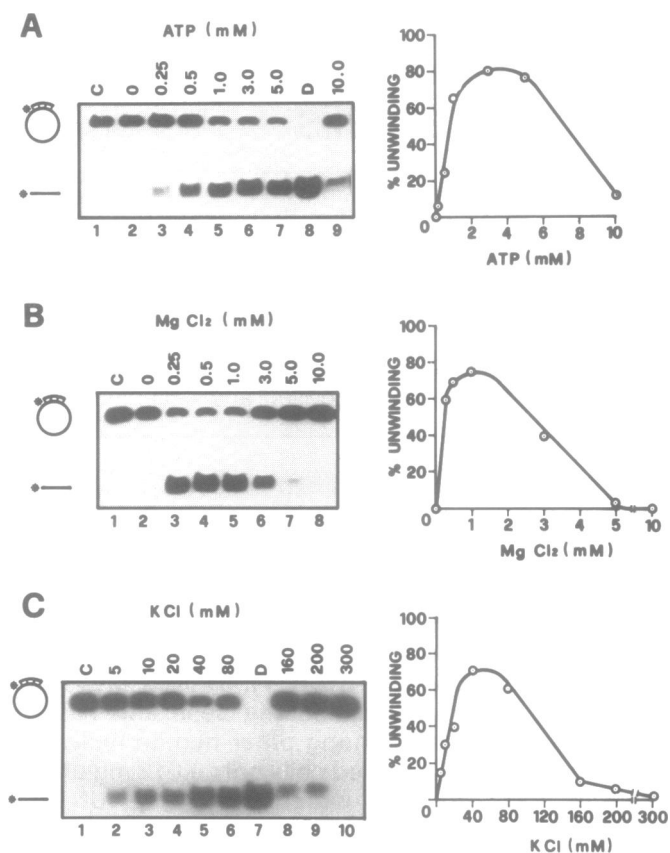 A
ATP (mM)
C 0 0.25 0.5 1.0 3.0 5.0 D 10.0
1 2 3 4 5 6 7 8 9
% UNWINDING
100
80
60
40
20
0
2 4 6 8 10
ATP (mM)
B
Mg Cl₂ (mM)
C 0 0.25 0.5 1.0 3.0 5.0 10.0
1 2 3 4 5 6 7 8
% UNWINDING
100
80
60
40
20
0
1 2 3 4 5 10
Mg Cl₂ (mM)
C
KCl (mM)
C 5 10 20 40 80 D 160 200 300
1 2 3 4 5 6 7 8 9 10
% UNWINDING
100
80
60
40
20
0
40 80 120 160 200 300
KCl (mM)